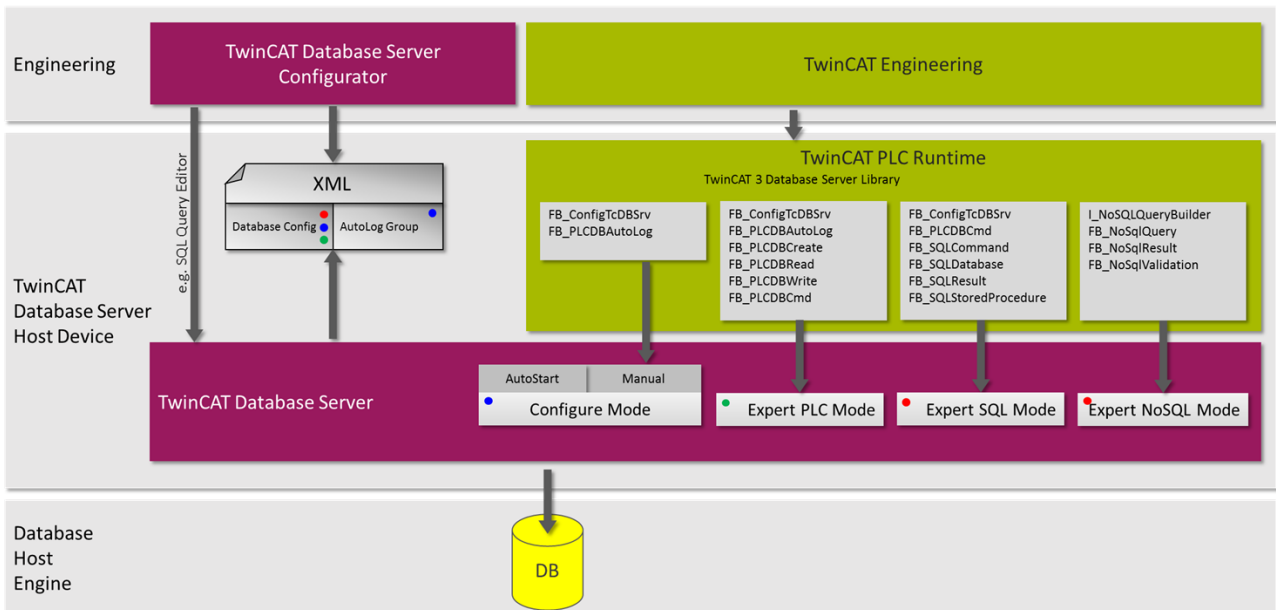 Engineering
TwinCAT Database Server
Configurator
TwinCAT Engineering
TwinCAT
Database Server
Host Device
e.g. SQL Query Editor
XML
Database Config
AutoLog Group
TwinCAT PLC Runtime
TwinCAT 3 Database Server Library
FB_ConfigTcDBSrv
FB_PLCDBAutoLog
FB_ConfigTcDBSrv
FB_PLCDBAutoLog
FB_PLCDBCreate
FB_PLCDBRead
FB_PLCDBWrite
FB_PLCDBCmd
FB_ConfigTcDBSrv
FB_PLCDBCmd
FB_SQLCommand
FB_SQLDatabase
FB_SQLResult
FB_SQLStoredProcedure
I_NoSQLQueryBuilder
FB_NoSqlQuery
FB_NoSqlResult
FB_NoSqlValidation
TwinCAT Database Server
AutoStart
Manual
Configure Mode
Expert PLC Mode
Expert SQL Mode
Expert NoSQL Mode
Database
Host
Engine
DB